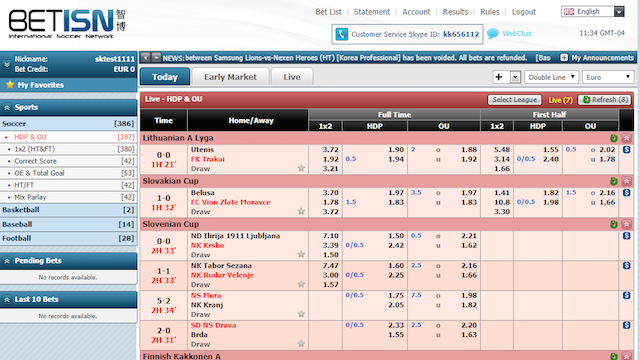 BETISN 智博
International Soccer Network
Bet List | Statement | Account | Results | Rules | Logout
English
Customer Service Skype ID: kk656112
WebChat
11:34 GMT-04
Nickname: sktest1111
Bet Credit: EUR 0
NEWS: between Samsung Lions-vs-Nexen Heroes (HT) [Korea Professional] has been voided. All bets are refunded. [Bas
My Announcements
My Favorites
Today
Early Market
Live
+
Double Line
Euro
Sports
Soccer [386]
HDP & OU [387]
1x2 (HT&FT) [380]
Correct Score [42]
OE & Total Goal [53]
HT/FT [42]
Mix Parlay [42]
Basketball [2]
Baseball [14]
Football [28]
Pending Bets
No records available.
Last 10 Bets
No records available.
Live - HDP & OU
Select League
Live (7)
Refresh (8)
Time Home/Away Full Time First Half
1x2 HDP OU 1x2 HDP OU
Lithuanian A Lyga
0-0 Utenis 3.72 1.90 2 o 1.88 5.48 1.55 0.5 o 2.02
1H 21' FK Trakai 1.92 0.5 1.94 u 1.92 3.14 0/0.5 2.40 u 1.78
Draw 3.21 1.66
Slovakian Cup
1-0 Belusa 3.70 1.97 3.5 o 1.97 1.41 1.82 1.5 o 2.16
1H 32' FC Vion Zlate Moravce 1.78 1.5 1.83 u 1.83 10.8 0/0.5 1.98 u 1.66
Draw 3.72 3.30
Slovenian Cup
0-0 ND Ilirija 1911 Ljubljana 7.10 1.50 o 2.21
2H 33' NK Krsko 3.39 0/0.5 2.42 0.5 u 1.62
Draw 1.50
1-1 NK Tabor Sezana 7.47 1.60 2.5 o 2.16
2H 33' NK Rudar Velenje 3.00 0/0.5 2.25 u 1.66
Draw 1.57
5-2 NS Mura 1.75 7.5 o 1.98
2H 34' NK Kranj 0/0.5 2.05 u 1.82
Draw
2-0 SD NS Drava 0/0.5 2.33 2.5 o 2.20
2H 31' Brda 1.55 u 1.63
Draw
Finnish Kakkonen A